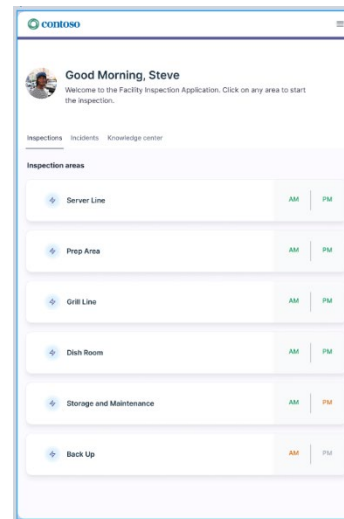 contoso
Good Morning, Steve
Welcome to the Facility Inspection Application. Click on any area to start
the inspection.
Inspections Incidents Knowledge center
Inspection areas
Server Line AM PM
Prep Area AM PM
Grill Line AM PM
Dish Room AM PM
Storage and Maintenance AM PM
Back Up AM PM